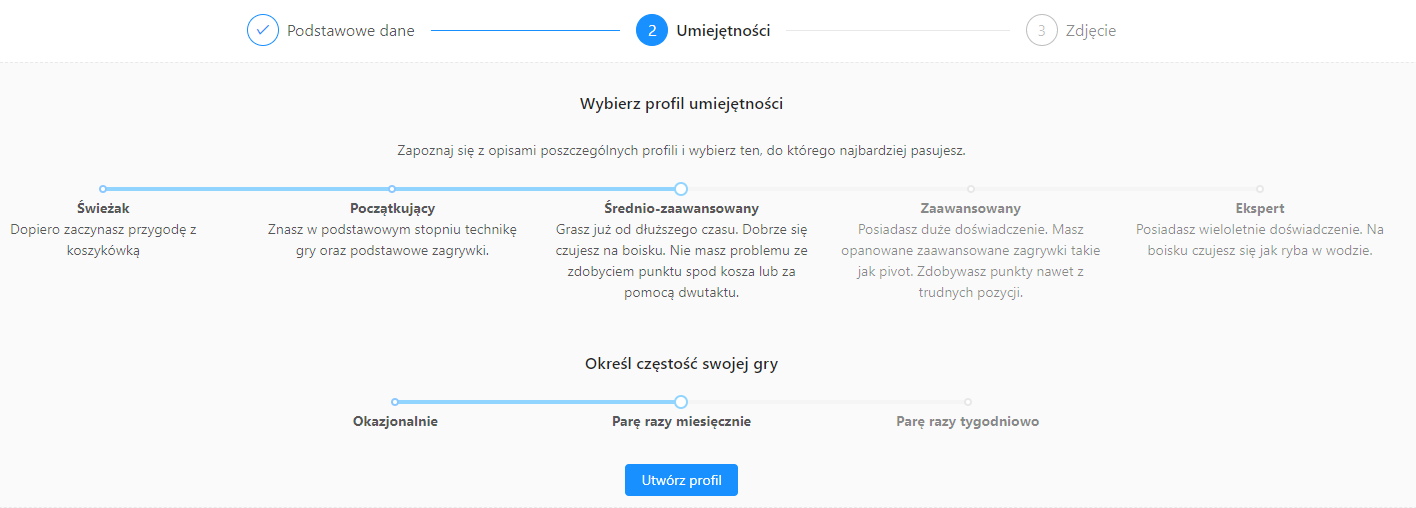 Podstawowe dane
2 Umiejętności
3 Zdjęcie
Wybierz profil umiejętności
Zapoznaj się z opisami poszczególnych profili i wybierz ten, do którego najbardziej pasujesz.
Świeżak
Dopiero zaczynasz przygodę z
koszykówką
Początkujący
Znasz w podstawowym stopniu technikę
gry oraz podstawowe zagrywki.
Średnio-zaawansowany
Grasz już od dłuższego czasu. Dobrze się
czujesz na boisku. Nie masz problemu ze
zdobyciem punktu spod kosza lub za
pomocą dwutaktu.
Zaawansowany
Posiadasz duże doświadczenie. Masz
opanowane zaawansowane zagrywki takie
jak pivot. Zdobywasz punkty nawet z
trudnych pozycji.
Ekspert
Posiadasz wieloletnie doświadczenie. Na
boisku czujesz się jak ryba w wodzie.
Określ częstość swojej gry
Okazjonalnie
Parę razy miesięcznie
Parę razy tygodniowo
Utwórz profil